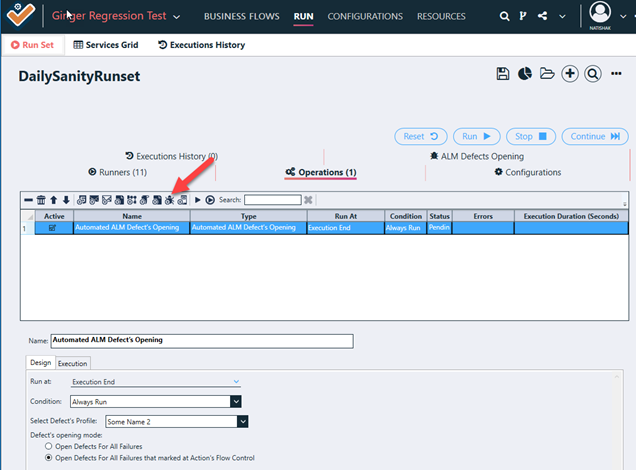 Ginger Regression Test BUSINESS FLOWS RUN CONFIGURATIONS RESOURCES
NATISHAK
Run Set Services Grid Executions History
DailySanityRunset
Reset Run Stop Continue
Executions History (0) ALM Defects Opening
Runners (11) Operations (1) Configurations
Search:
Active Name Type Run At Condition Status Errors Execution Duration (Seconds)
1 Automated ALM Defect's Opening Automated ALM Defect's Opening Execution End Always Run Pendin
Name: Automated ALM Defect's Opening
Design Execution
Run at: Execution End
Condition: Always Run
Select Defect's Profile: Some Name 2
Defect's opening mode:
Open Defects For All Failures
Open Defects For All Failures that marked at Action's Flow Control